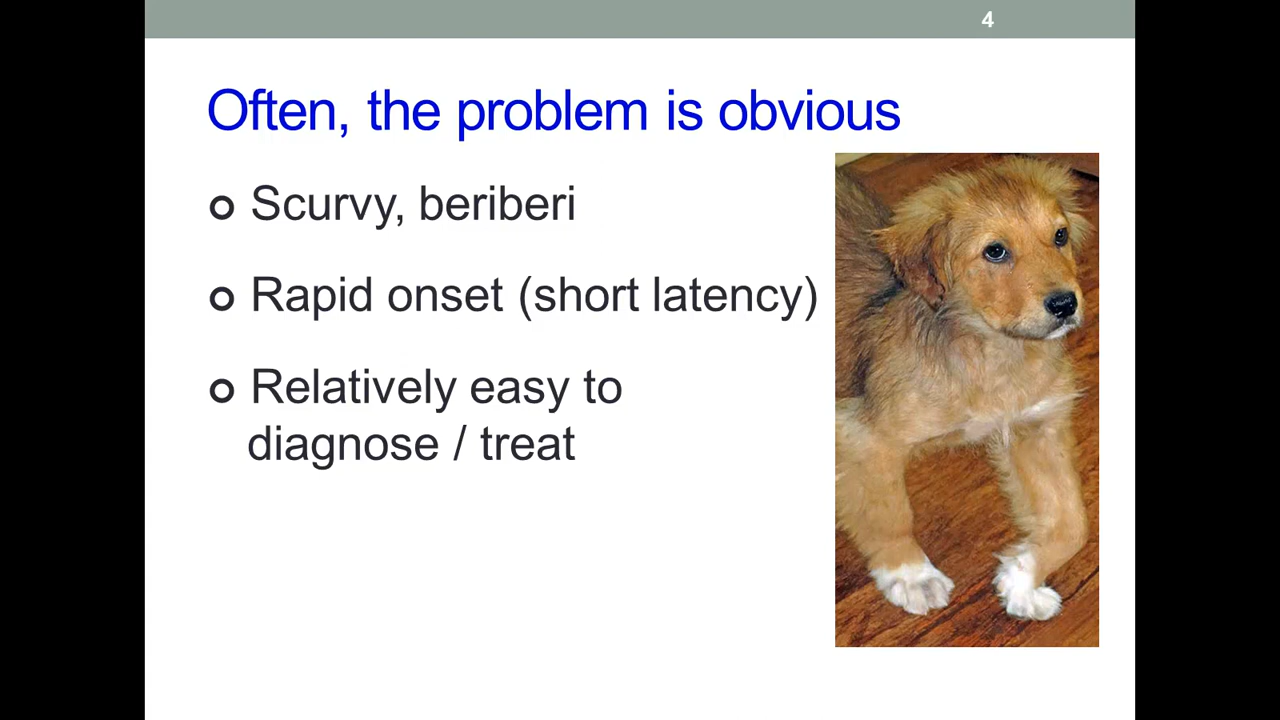 4
Often, the problem is obvious
Scurvy, beriberi
Rapid onset (short latency)
Relatively easy to
diagnose / treat